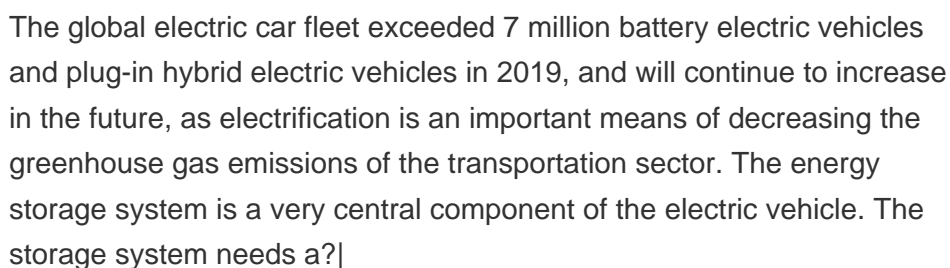 The global electric car fleet exceeded 7 million battery electric vehicles
and plug-in hybrid electric vehicles in 2019, and will continue to increase
in the future, as electrification is an important means of decreasing the
greenhouse gas emissions of the transportation sector. The energy
storage system is a very central component of the electric vehicle. The
storage system needs a?|